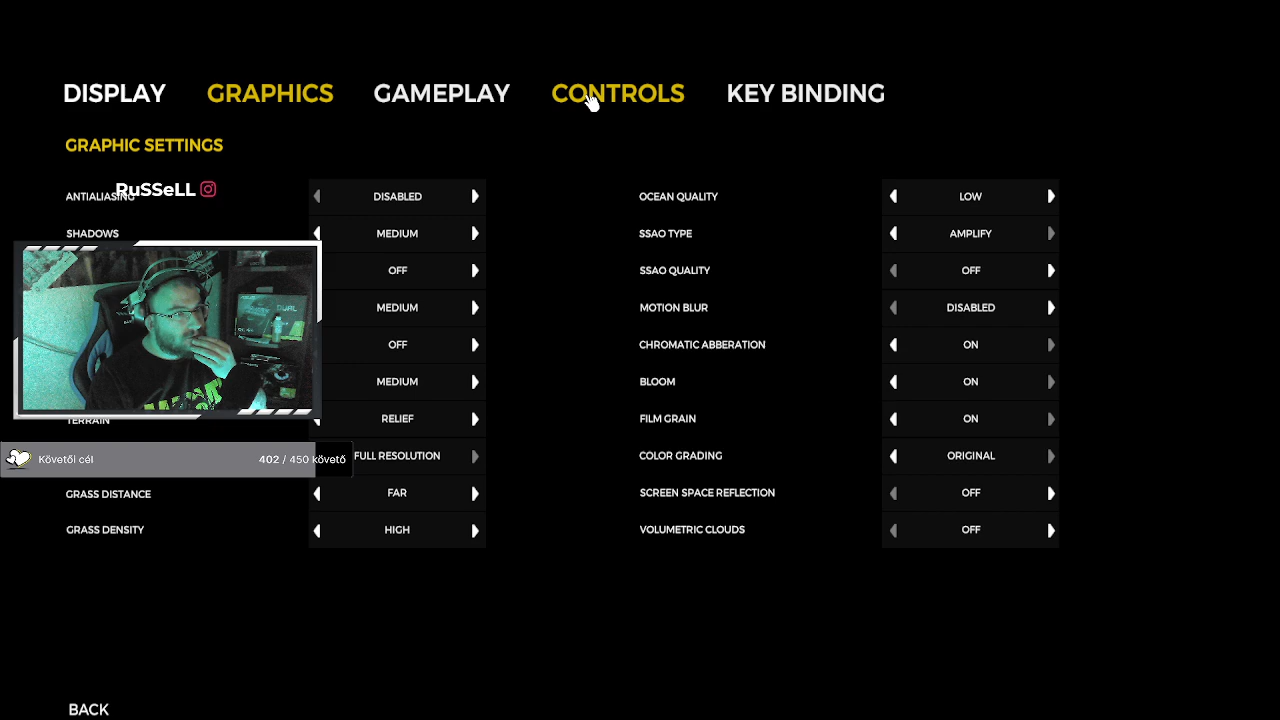 DISPLAY GRAPHICS GAMEPLAY CONTROLS KEY BINDING
GRAPHIC SETTINGS
RuSSeLL
ANTIALIASING DISABLED
SHADOWS MEDIUM
OFF
MEDIUM
OFF
MEDIUM
TERRAIN RELIEF
FULL RESOLUTION
Követői cél 402 / 450 követő
GRASS DISTANCE FAR
GRASS DENSITY HIGH
OCEAN QUALITY LOW
SSAO TYPE AMPLIFY
SSAO QUALITY OFF
MOTION BLUR DISABLED
CHROMATIC ABBERATION ON
BLOOM ON
FILM GRAIN ON
COLOR GRADING ORIGINAL
SCREEN SPACE REFLECTION OFF
VOLUMETRIC CLOUDS OFF
BACK